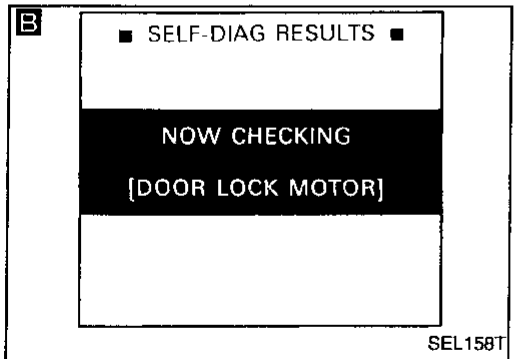 B
■ SELF-DIAG RESULTS ■
NOW CHECKING
[DOOR LOCK MOTOR]
SEL158T